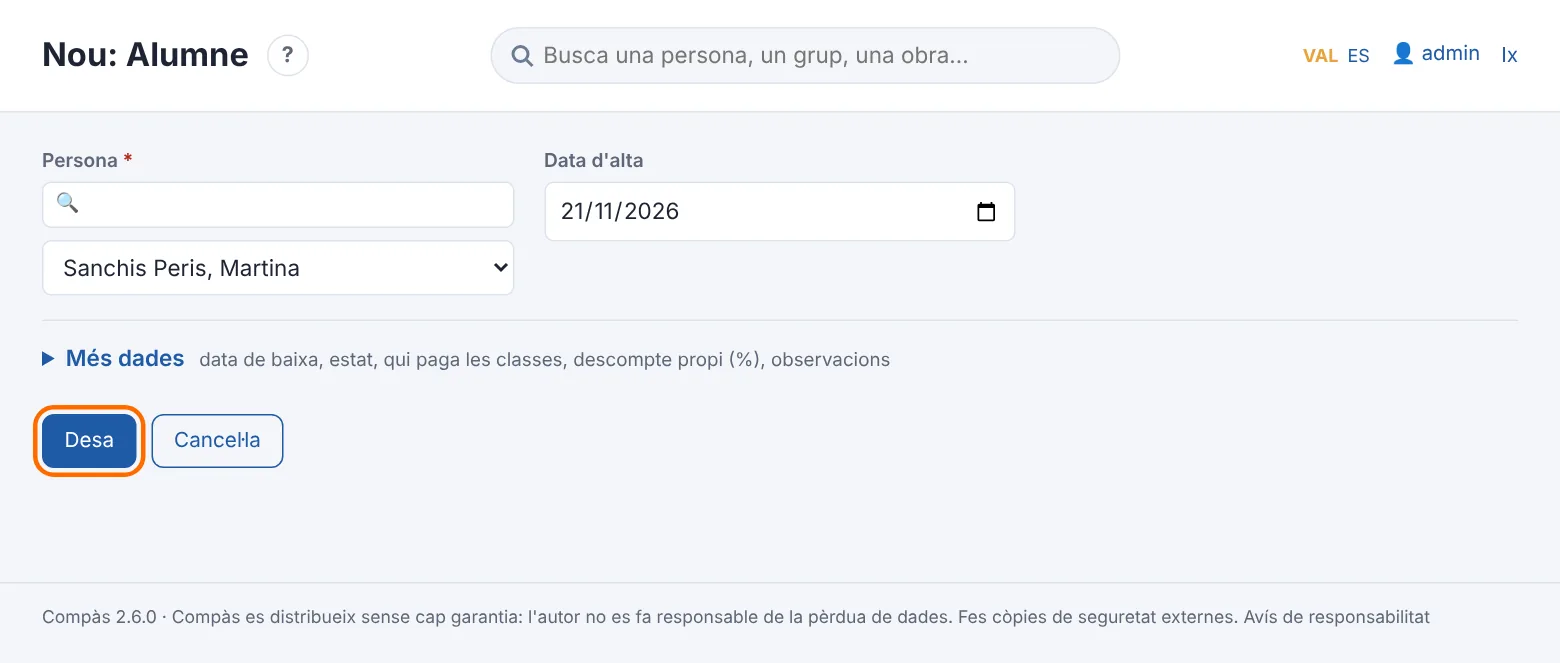 Nou: Alumne ?
Busca una persona, un grup, una obra...
VAL ES admin Ix
Persona *
Data d'alta
21/11/2026
Sanchis Peris, Martina
Més dades data de baixa, estat, qui paga les classes, descompte propi (%), observacions
Desa Cancel·la
Compàs 2.6.0 · Compàs es distribueix sense cap garantia: l'autor no es fa responsable de la pèrdua de dades. Fes còpies de seguretat externes. Avís de responsabilitat